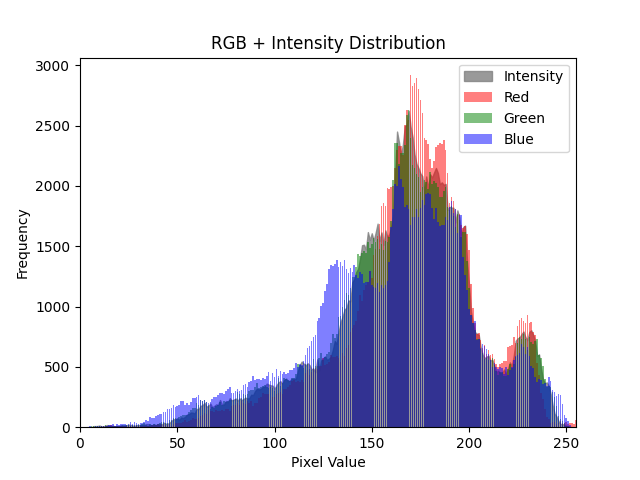 RGB + Intensity Distribution
Intensity
Red
Green
Blue
Frequency
3000
2500
2000
1500
1000
500
0
0 50 100 150 200 250
Pixel Value